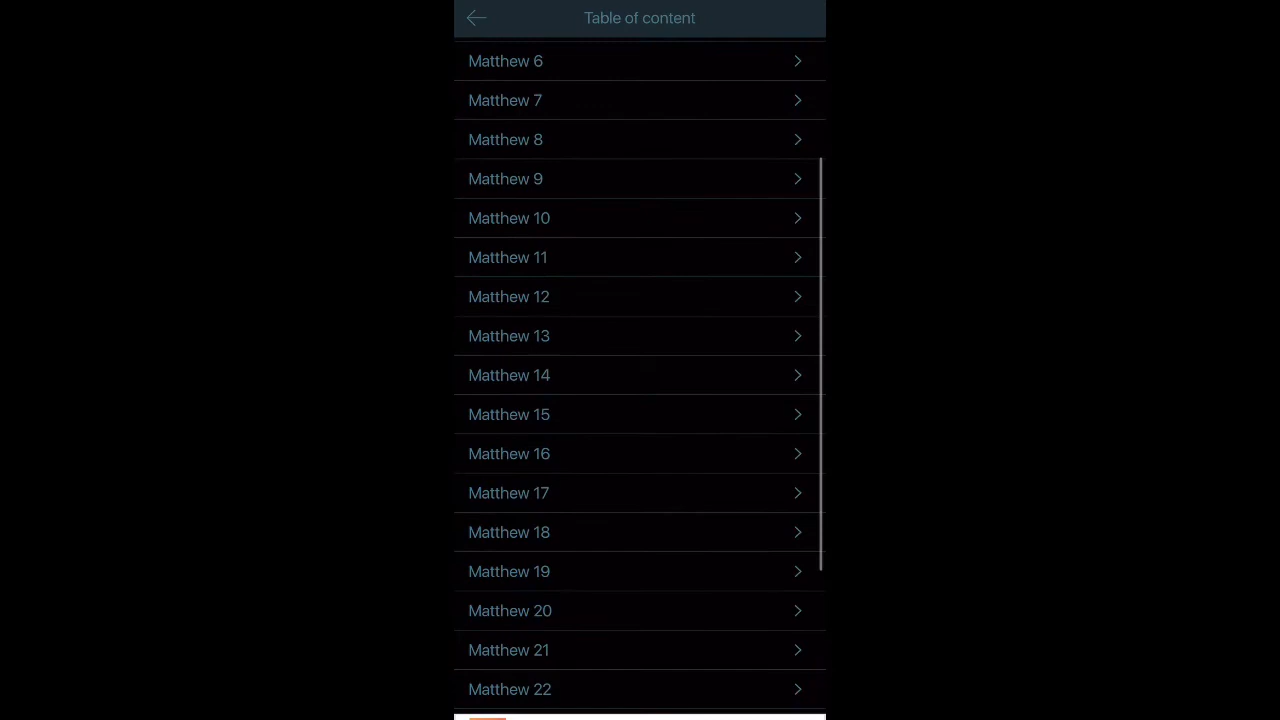 Table of content
Matthew 6
Matthew 7
Matthew 8
Matthew 9
Matthew 10
Matthew 11
Matthew 12
Matthew 13
Matthew 14
Matthew 15
Matthew 16
Matthew 17
Matthew 18
Matthew 19
Matthew 20
Matthew 21
Matthew 22